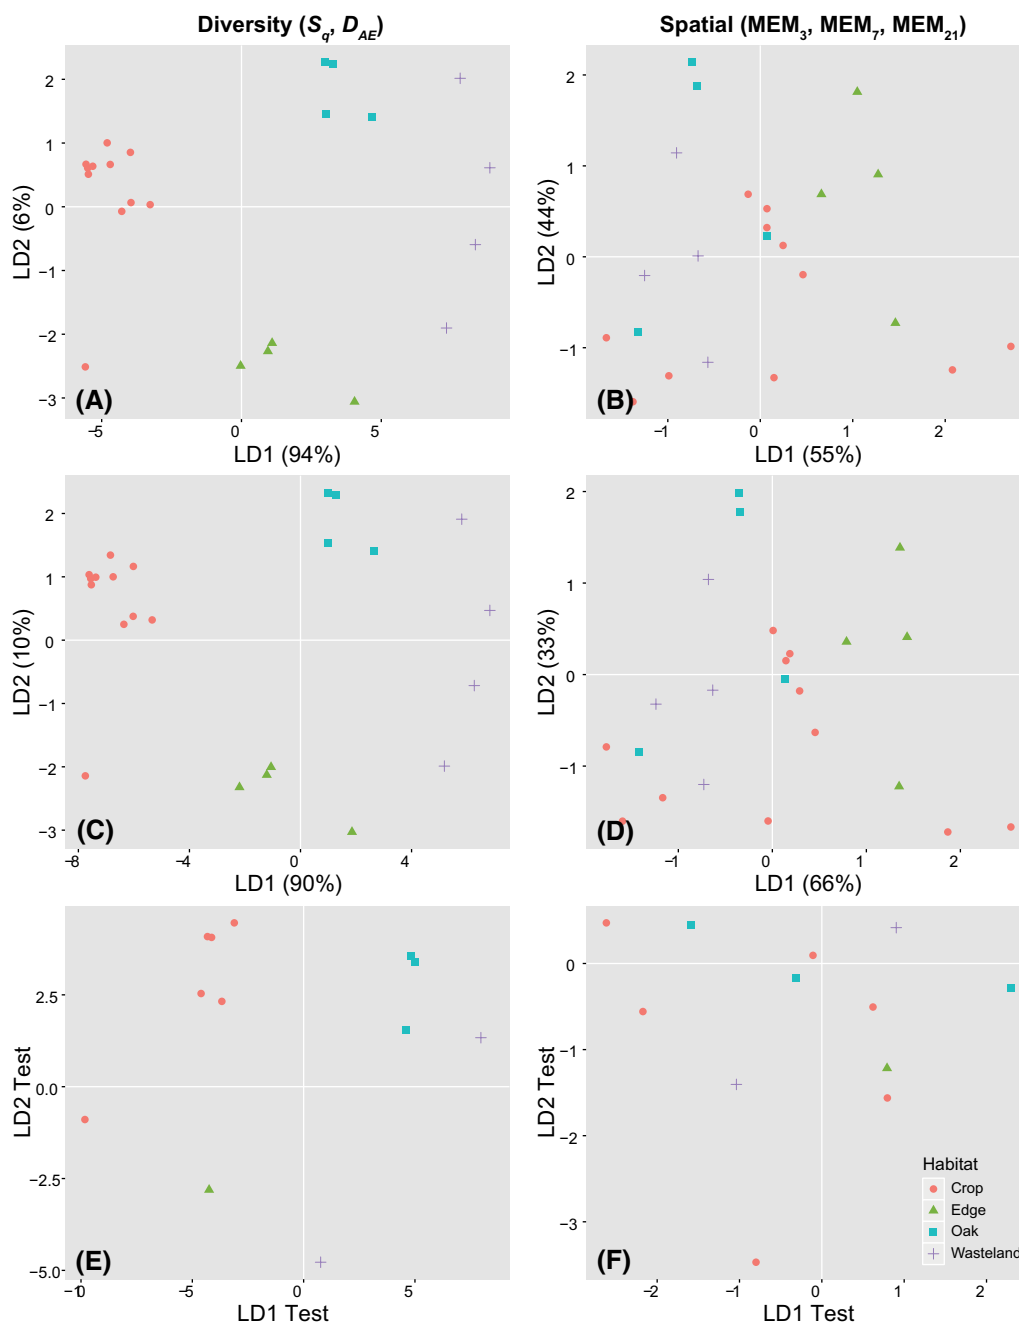 Diversity (Sq, DAE)
Spatial (MEM3, MEM7, MEM21)
LD2 (6%)
2
1
0
−1
−2
−3
(A)
−5
0
5
LD1 (94%)
LD2 (44%)
2
1
0
−1
(B)
−1
0
1
2
LD1 (55%)
LD2 (10%)
2
1
0
−1
−2
−3
(C)
−8
−4
0
4
LD1 (90%)
LD2 (33%)
2
1
0
−1
(D)
−1
0
1
2
LD1 (66%)
LD2 Test
2.5
0.0
−2.5
−5.0
(E)
−10
−5
0
5
LD1 Test
LD2 Test
0
−1
−2
−3
(F)
−2
−1
0
1
2
LD1 Test
Habitat
Crop
Edge
Oak
Wasteland